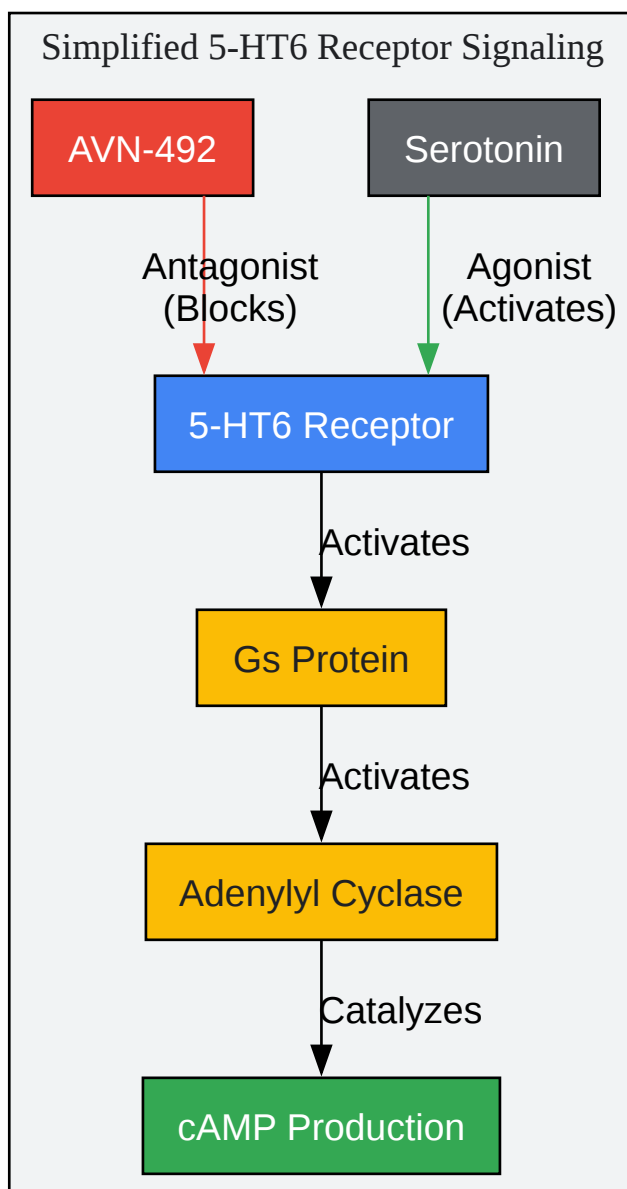 Simplified 5-HT6 Receptor Signaling
AVN-492
Serotonin
Antagonist
(Blocks)
Agonist
(Activates)
5-HT6 Receptor
Activates
Gs Protein
Activates
Adenylyl Cyclase
Catalyzes
cAMP Production